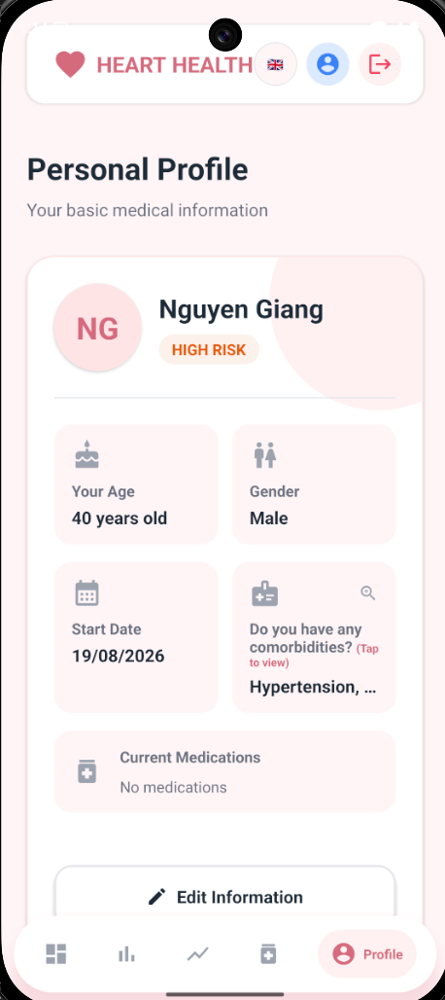 HEART HEALTH
Personal Profile
Your basic medical information
NG
Nguyen Giang
HIGH RISK
Your Age
40 years old
Gender
Male
Start Date
19/08/2026
Do you have any
comorbidities? (Tap
to view)
Hypertension, ...
Current Medications
No medications
Edit Information
Profile